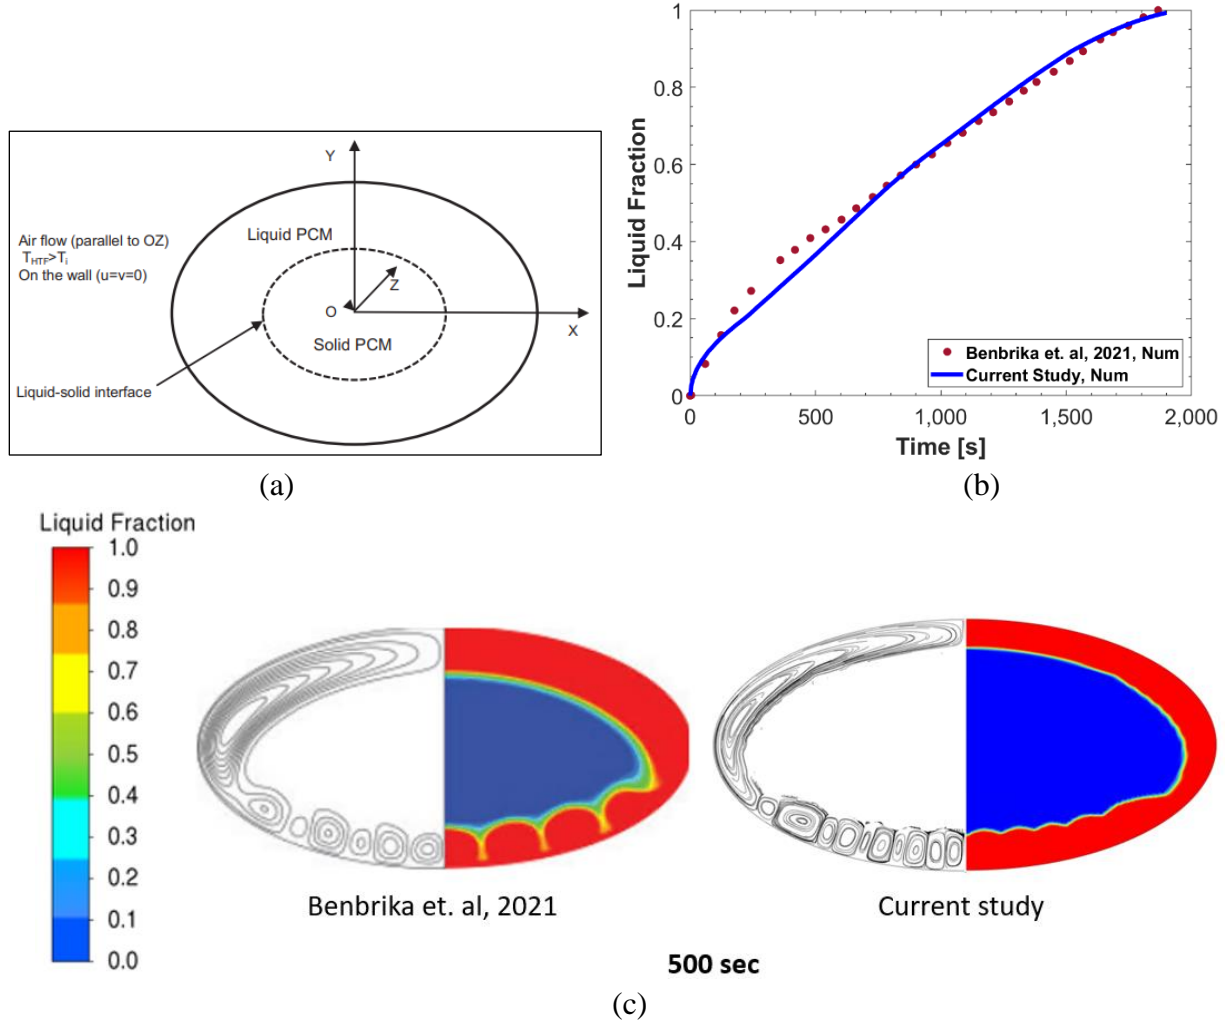 Y
Liquid PCM
Air flow (parallel to OZ)
T_HTF>T_i
On the wall (u=v=0)
Z
O
X
Solid PCM
Liquid-solid interface
(a)
Liquid Fraction
1
0.8
0.6
0.4
0.2
0
Benbrika et. al, 2021, Num
Current Study, Num
0 500 1,000 1,500 2,000
Time [s]
(b)
Liquid Fraction
1.0
0.9
0.8
0.7
0.6
0.5
0.4
0.3
0.2
0.1
0.0
Benbrika et. al, 2021
Current study
500 sec
(c)